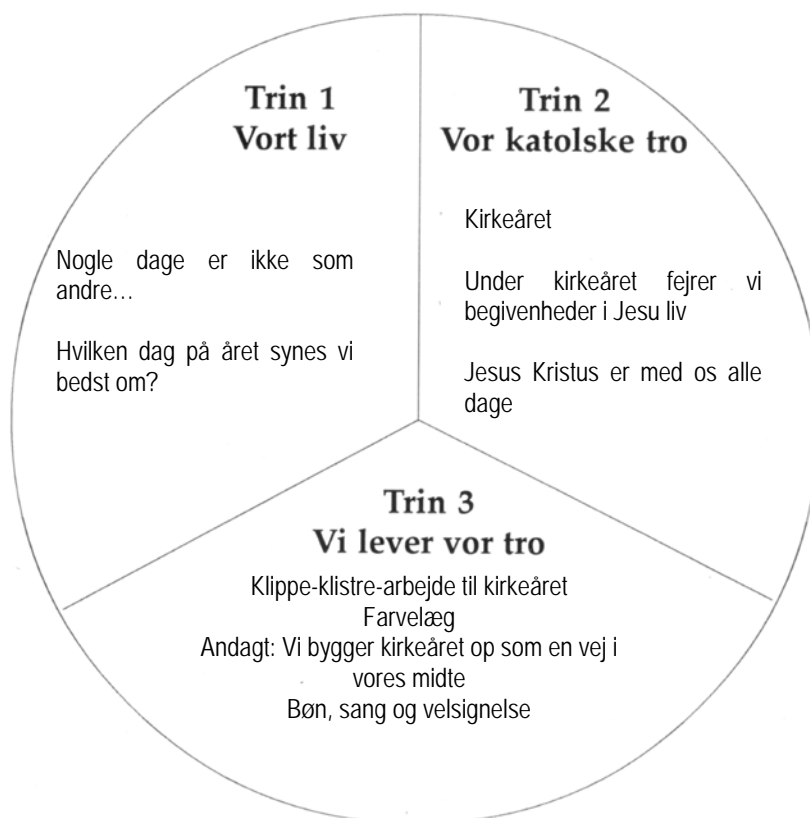 Trin 1
Vort liv
Nogle dage er ikke som
andre…
Hvilken dag på året synes vi
bedst om?
Trin 2
Vor katolske tro
Kirkeåret
Under kirkeåret fejrer vi
begivenheder i Jesu liv
Jesus Kristus er med os alle
dage
Trin 3
Vi lever vor tro
Klippe-klistre-arbejde til kirkeåret
Farvelæg
Andagt: Vi bygger kirkeåret op som en vej i
vores midte
Bøn, sang og velsignelse